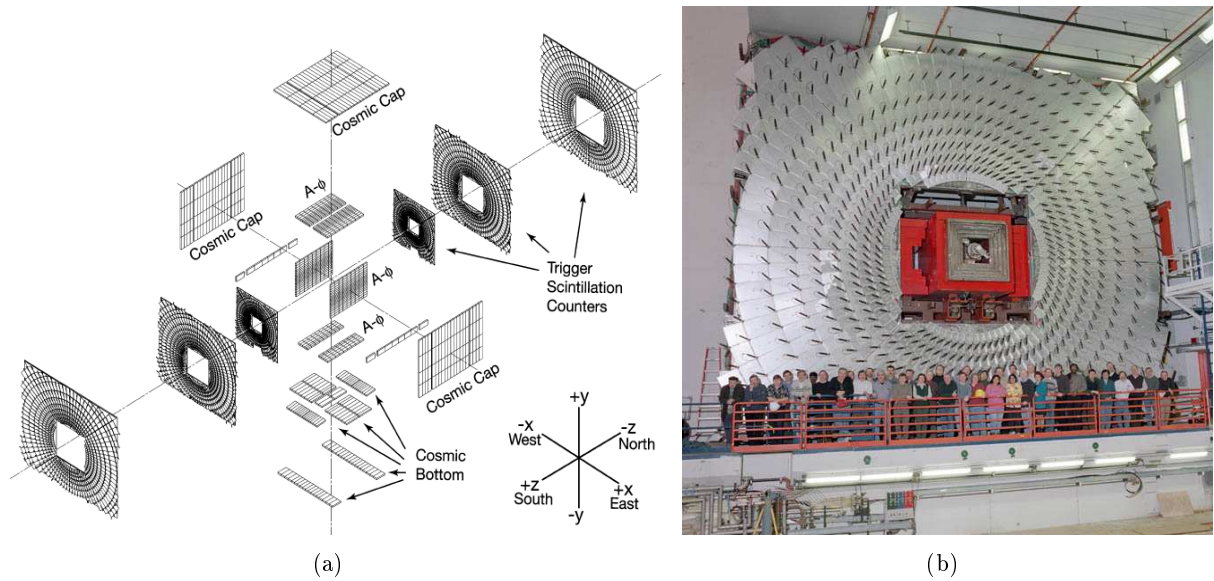 Cosmic Cap
A-ϕ
Cosmic Cap
A-ϕ
Trigger
Scintillation
Counters
A-ϕ
Cosmic Cap
Cosmic
Bottom
+y
-x
West
-z
North
+z
South
+x
East
-y
(a)
(b)